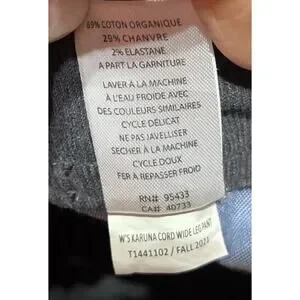 69% COTON ORGANIQUE
29% CHANVRE
2% ELASTANE
A PART LA GARNITURE
LAVER À LA MACHINE
À L'EAU FROIDE AVEC
DES COULEURS SIMILAIRES
CYCLE DÉLICAT
NE PAS JAVELLISER
SÉCHER À LA MACHINE
CYCLE DOUX
FER À REPASSER FROID
RN# 95433
CA# 40733
W'S KARUNA CORD WIDE LEG PANT
T1441102 / FALL 2021